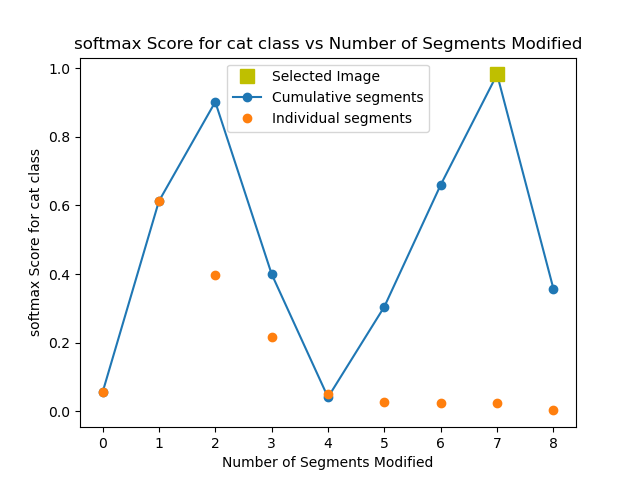 softmax Score for cat class vs Number of Segments Modified
Selected Image
Cumulative segments
Individual segments
softmax Score for cat class
1.0
0.8
0.6
0.4
0.2
0.0
0 1 2 3 4 5 6 7 8
Number of Segments Modified